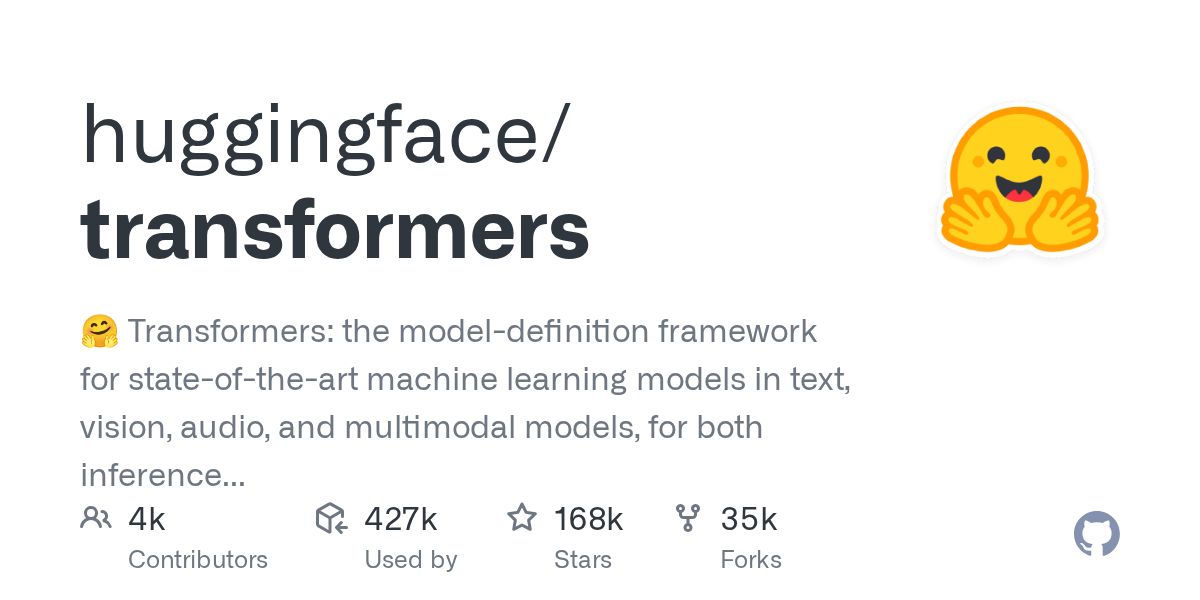 huggingface/
transformers
🤗 Transformers: the model-definition framework
for state-of-the-art machine learning models in text,
vision, audio, and multimodal models, for both
inference...
4k 427k 168k 35k
Contributors Used by Stars Forks